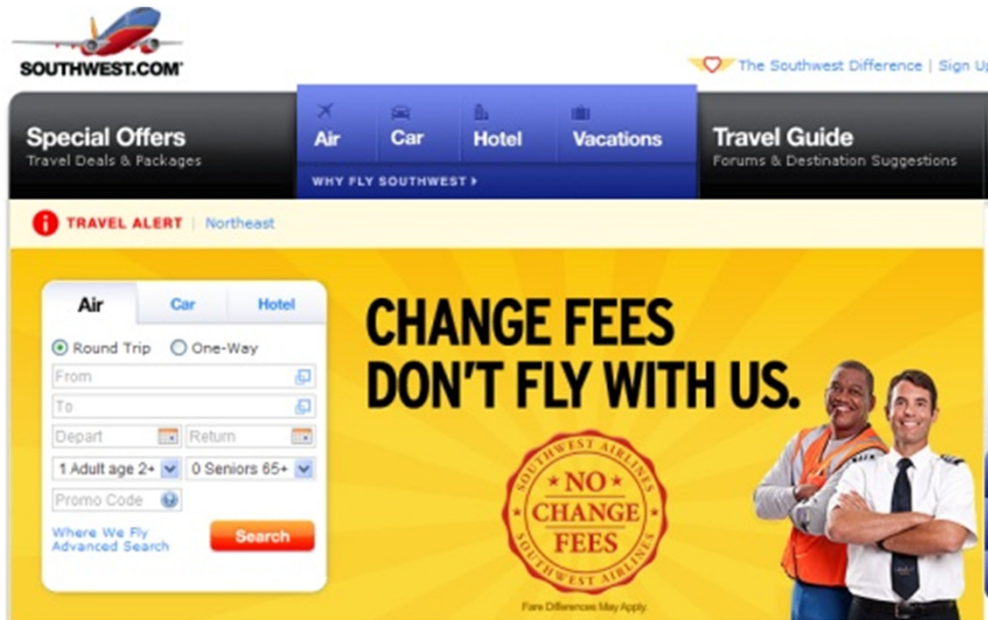 SOUTHWEST.COM
The Southwest Difference | Sign Up
Special Offers
Travel Deals & Packages
Air
Car
Hotel
Vacations
WHY FLY SOUTHWEST
Travel Guide
Forums & Destination Suggestions
TRAVEL ALERT | Northeast
Air
Car
Hotel
Round Trip
One-Way
From
To
Depart
Return
1 Adult age 2+
0 Seniors 65+
Promo Code
?
Where We Fly
Advanced Search
Search
CHANGE FEES
DON'T FLY WITH US.
SOUTHWEST AIRLINES
NO
CHANGE
FEES
SOUTHWEST AIRLINES
Fare Differences May Apply.